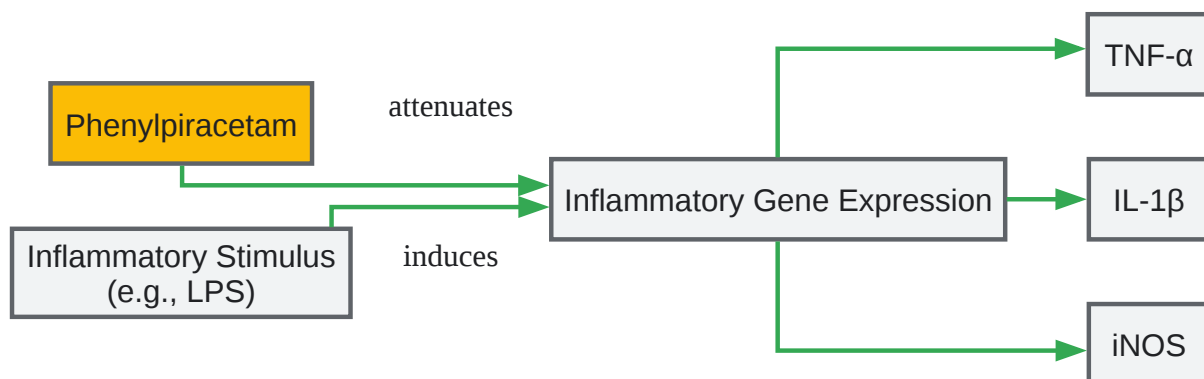 TNF-α
attenuates
Phenylpiracetam
Inflammatory Gene Expression
IL-1β
induces
Inflammatory Stimulus
(e.g., LPS)
iNOS